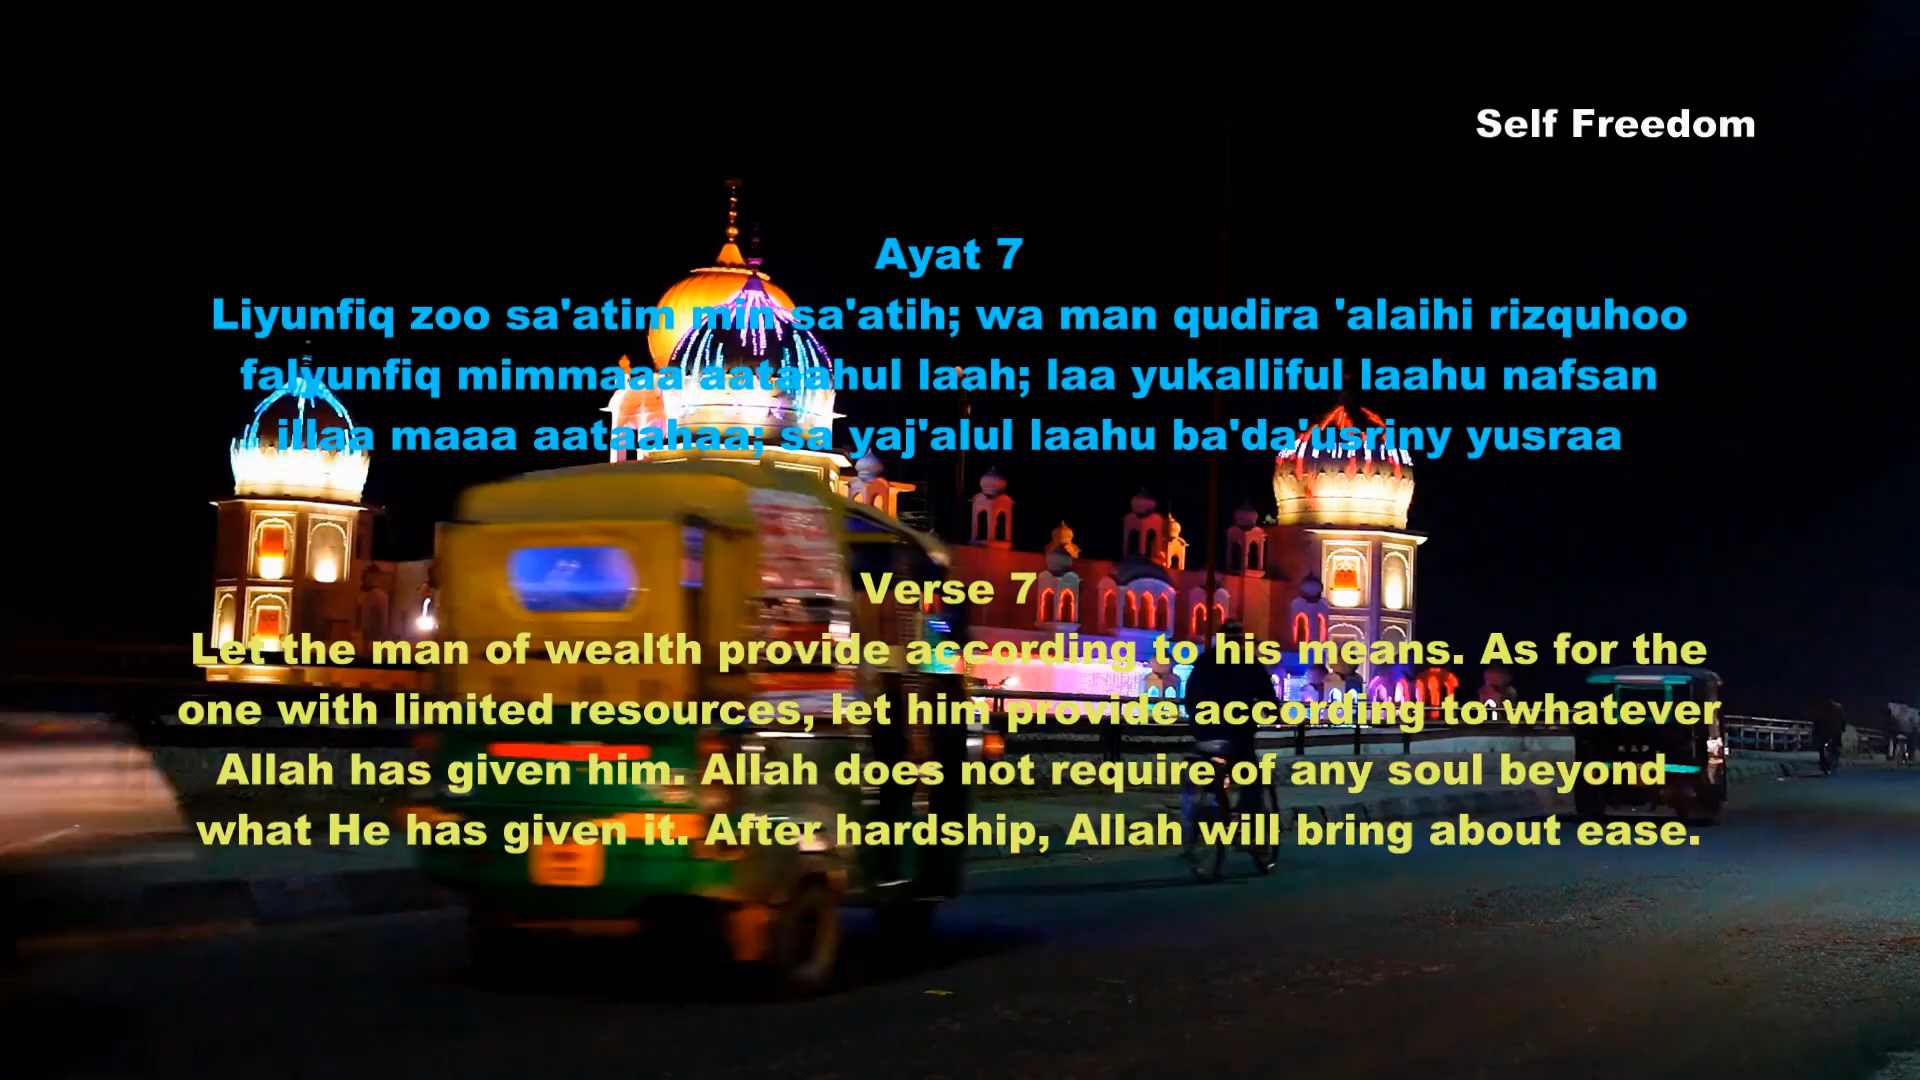 Self Freedom
Ayat 7
Liyunfiq zoo sa'atim min sa'atih; wa man qudira 'alaihi rizquhoo
falyunfiq mimmaaa aataahul laah; laa yukalliful laahu nafsan
illaa maaa aataahaa; sa yaj'alul laahu ba'da'usriny yusraa
Verse 7
Let the man of wealth provide according to his means. As for the
one with limited resources, let him provide according to whatever
Allah has given him. Allah does not require of any soul beyond
what He has given it. After hardship, Allah will bring about ease.